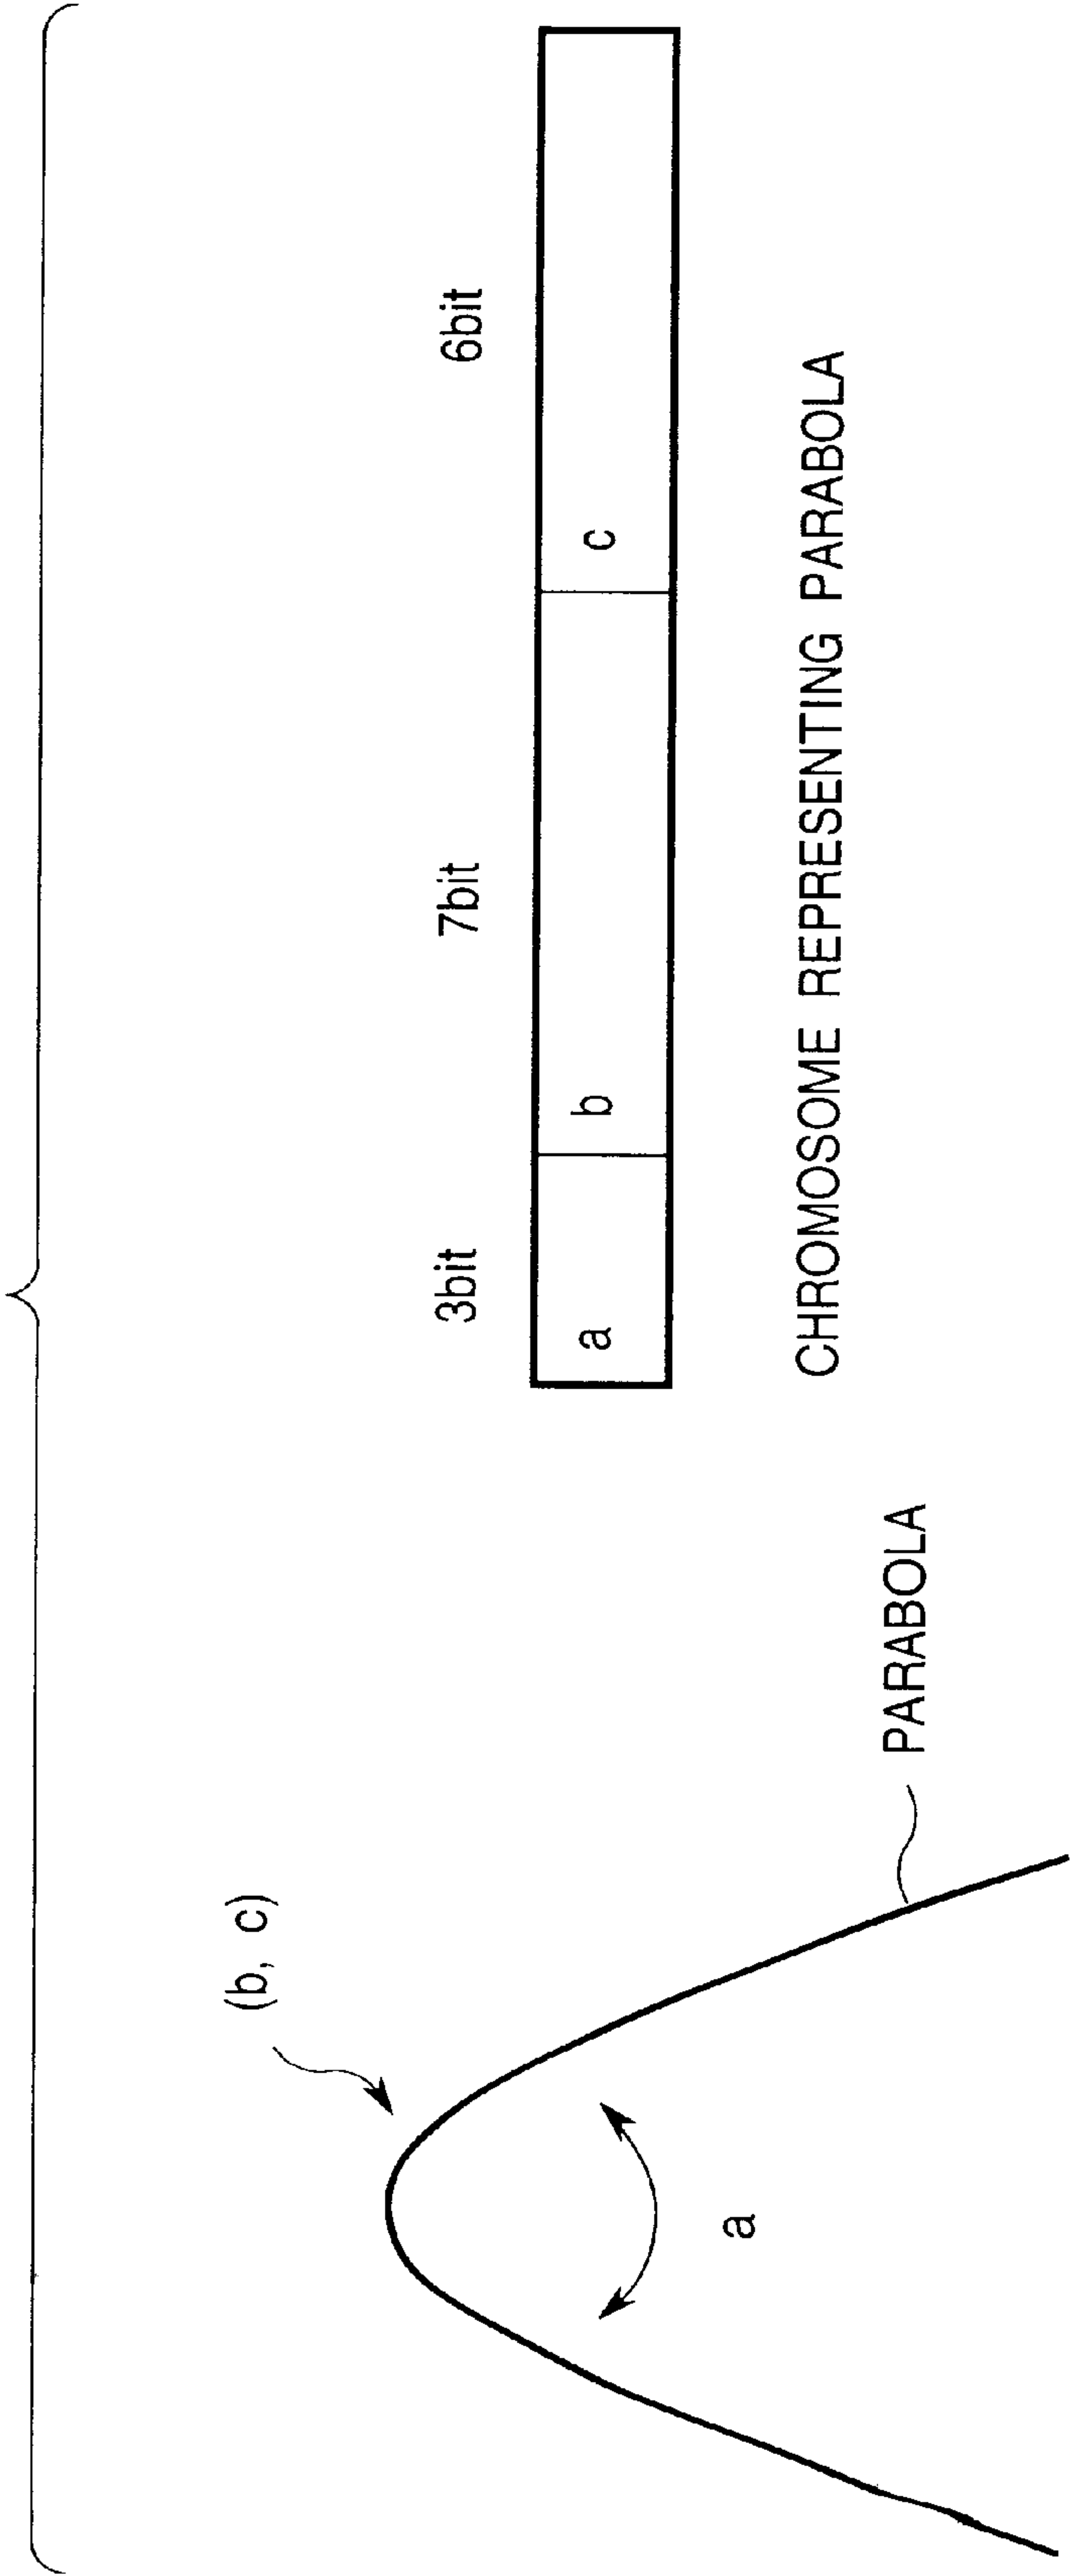 (b, c)
a
PARABOLA
3bit 7bit 6bit
a b c
CHROMOSOME REPRESENTING PARABOLA